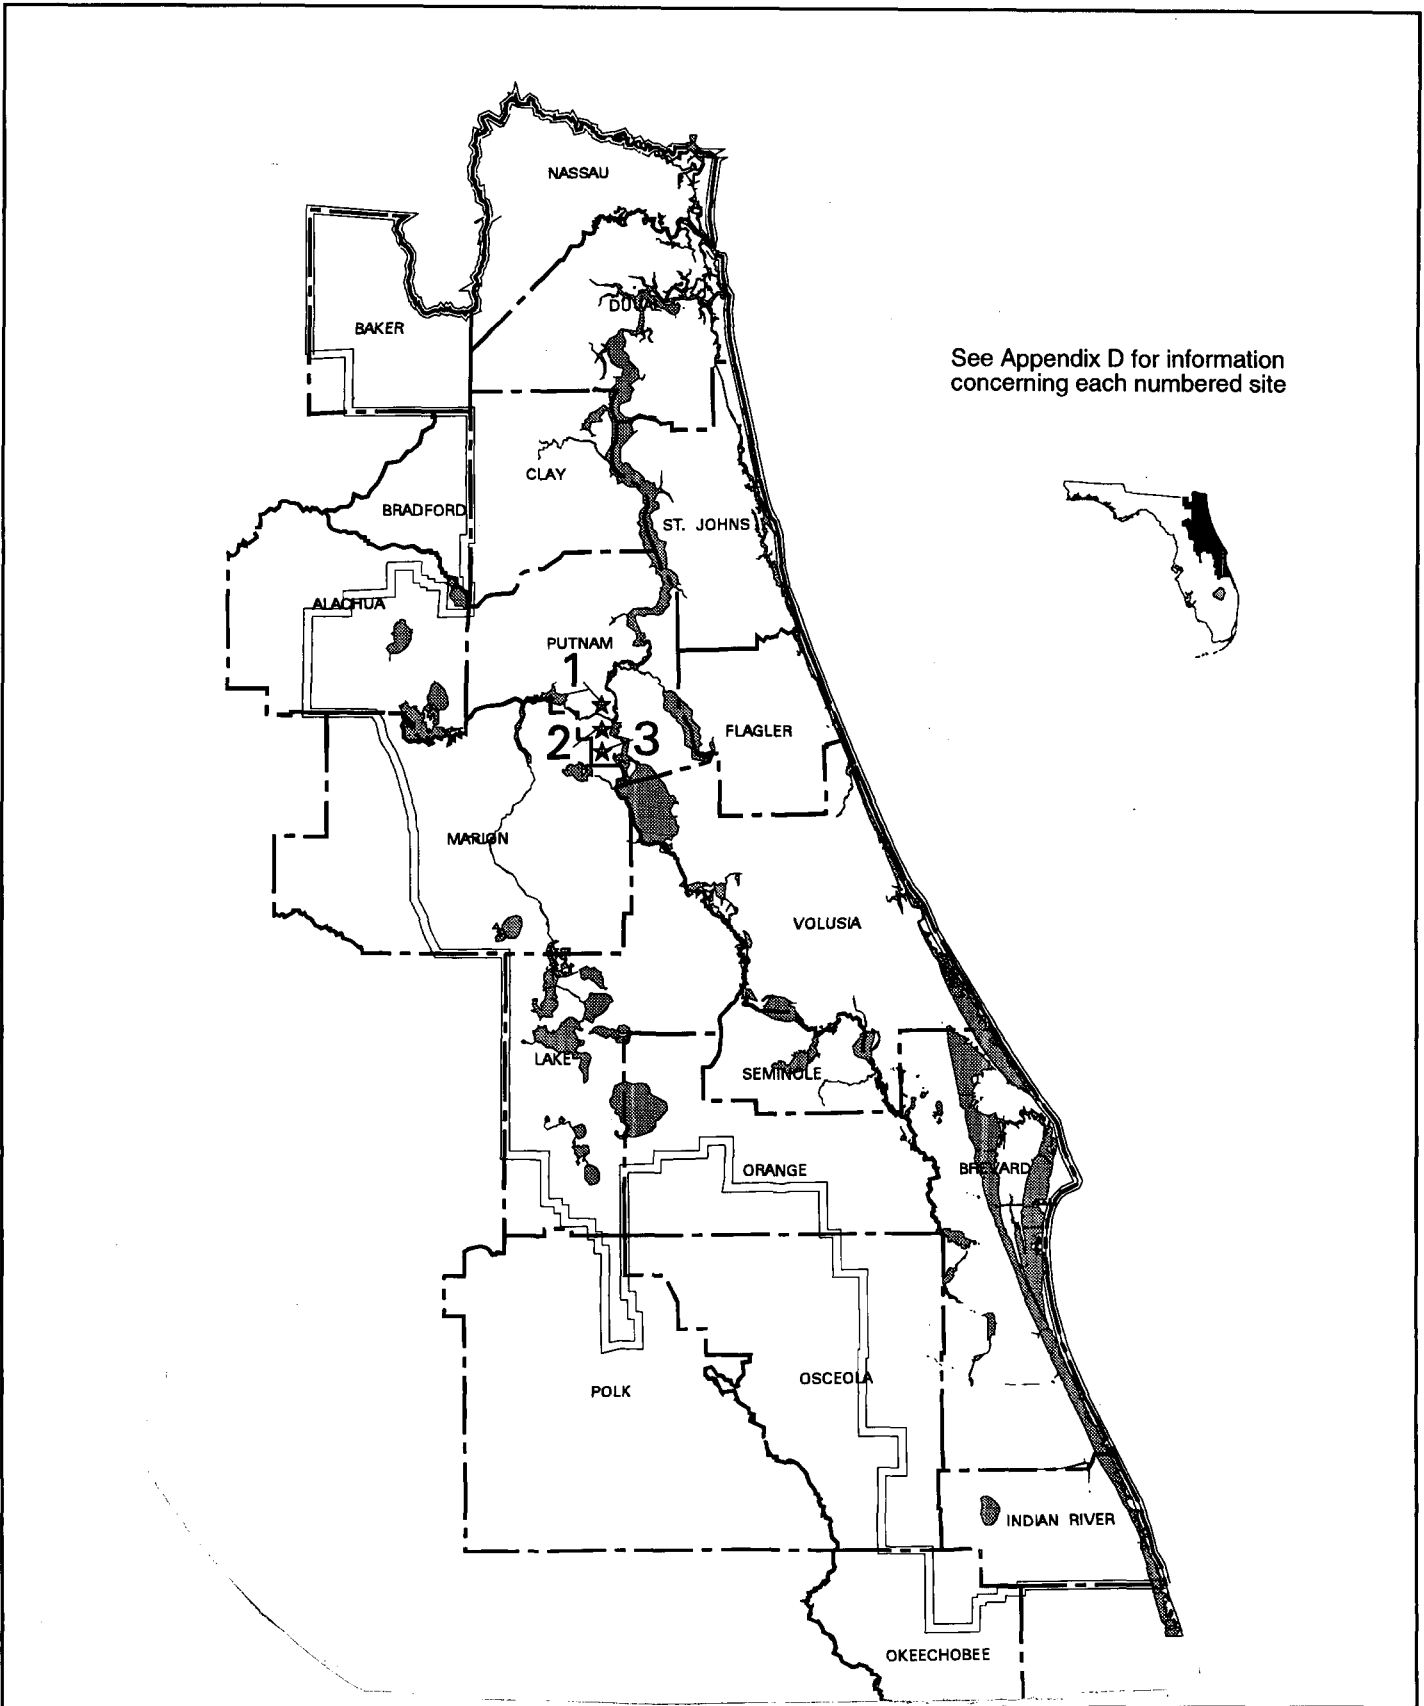 NASSAU
DUVAL
BAKER
See Appendix D for information
concerning each numbered site
CLAY
BRADFORD
ST. JOHNS
ALACHUA
PUTNAM
1
2
3
FLAGLER
MARION
VOLUSIA
LAKE
SEMINOLE
ORANGE
BREVARD
OSCEOLA
POLK
INDIAN RIVER
OKEECHOBEE